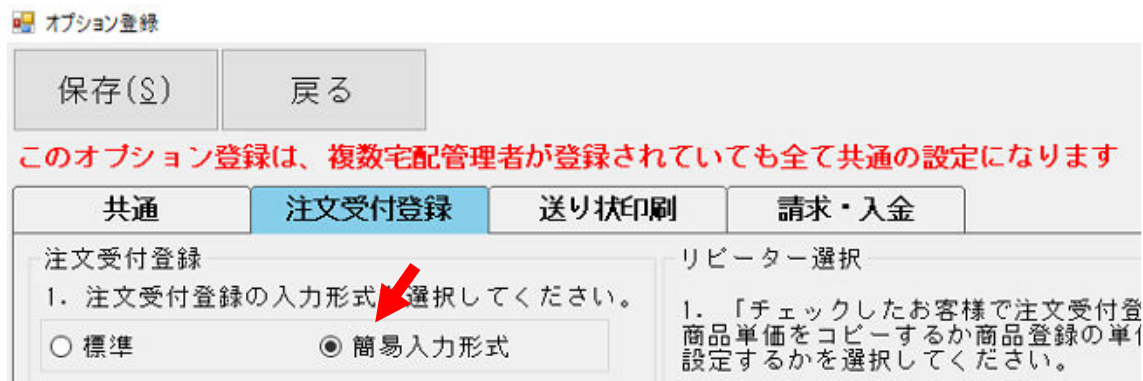 オプション登録
保存(S)
戻る
このオプション登録は、複数宅配管理者が登録されていても全て共通の設定になります
共通
注文受付登録
送り状印刷
請求・入金
注文受付登録
1. 注文受付登録の入力形式 選択してください。
標準
簡易入力形式
リピーター選択
1. 「チェックしたお客様で注文受付登
商品単価をコピーするか商品登録の単
設定するかを選択してください。